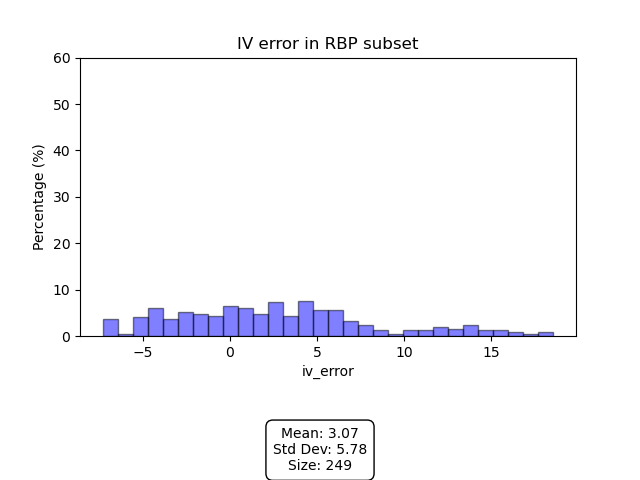 IV error in RBP subset
60
50
40
30
20
10
0
Percentage (%)
−5
0
5
10
15
iv_error
Mean: 3.07
Std Dev: 5.78
Size: 249